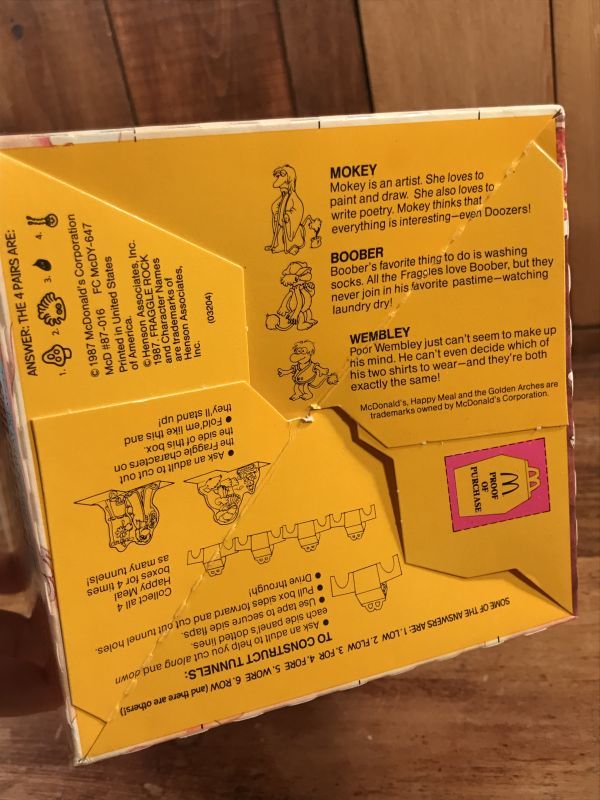 MOKEY
Mokey is an artist. She loves to
paint and draw. She also loves to
write poetry. Mokey thinks that
everything is interesting—even Doozers!
BOOBER
Boober's favorite thing to do is washing
socks. All the Fraggles love Boober, but they
never join in his favorite pastime—watching
laundry dry!
WEMBLEY
Poor Wembley just can't seem to make up
his mind. He can't even decide which of
his two shirts to wear—and they're both
exactly the same!
McDonald's, Happy Meal and the Golden Arches are
trademarks owned by McDonald's Corporation.
ANSWER: THE 4 PAIRS ARE:
1. 2. 3. 4.
© 1987 McDonald's Corporation
McD #87-016 FC McDY-647
Printed in United States
of America.
© Henson Associates, Inc.
1987. FRAGGLE ROCK
and Character Names
are trademarks of
Henson Associates,
Inc.
(03204)
PROOF
OF
PURCHASE
SOME OF THE ANSWERS ARE: 1. LOW 2. FLOW 3. FOR 4. FORE 5. WORE 6. ROW (and there are others!)
TO CONSTRUCT TUNNELS:
● Ask an adult to help you cut along and down
each side panel's dotted lines.
● Use tape to secure side flaps.
● Pull box sides forward and cut out tunnel holes.
● Drive through!
Collect all 4
Happy Meal
boxes for 4 times
as many tunnels!
● Ask an adult to cut out
the Fraggle characters on
the side of this box.
● Fold'em like this and
they'll stand up!